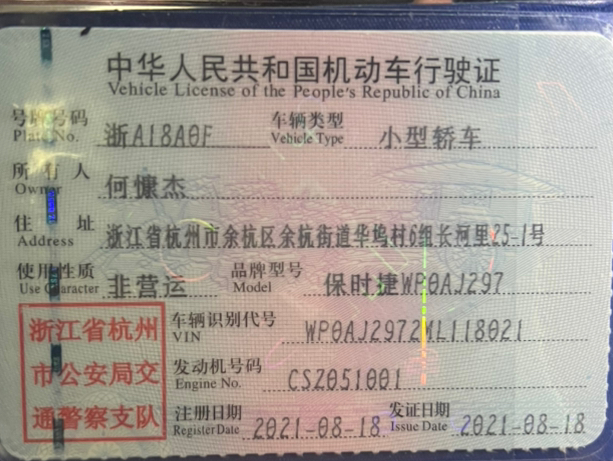 中华人民共和国机动车行驶证
Vehicle License of the People's Republic of China
号牌号码 浙A18A0F 车辆类型 小型轿车
Plate No. Vehicle Type
所有人 何慷杰
Owner
住址 浙江省杭州市余杭区余杭街道华坞村6组长河里25-1号
Address
使用性质 非营运 品牌型号 保时捷WP0AJ297
Use Character Model
浙江省杭州
市公安局交
通警察支队
车辆识别代号 WP0AJ2972ML118021
VIN
发动机号码 CSZ051001
Engine No.
注册日期 2021-08-18 发证日期 2021-08-18
Register Date Issue Date